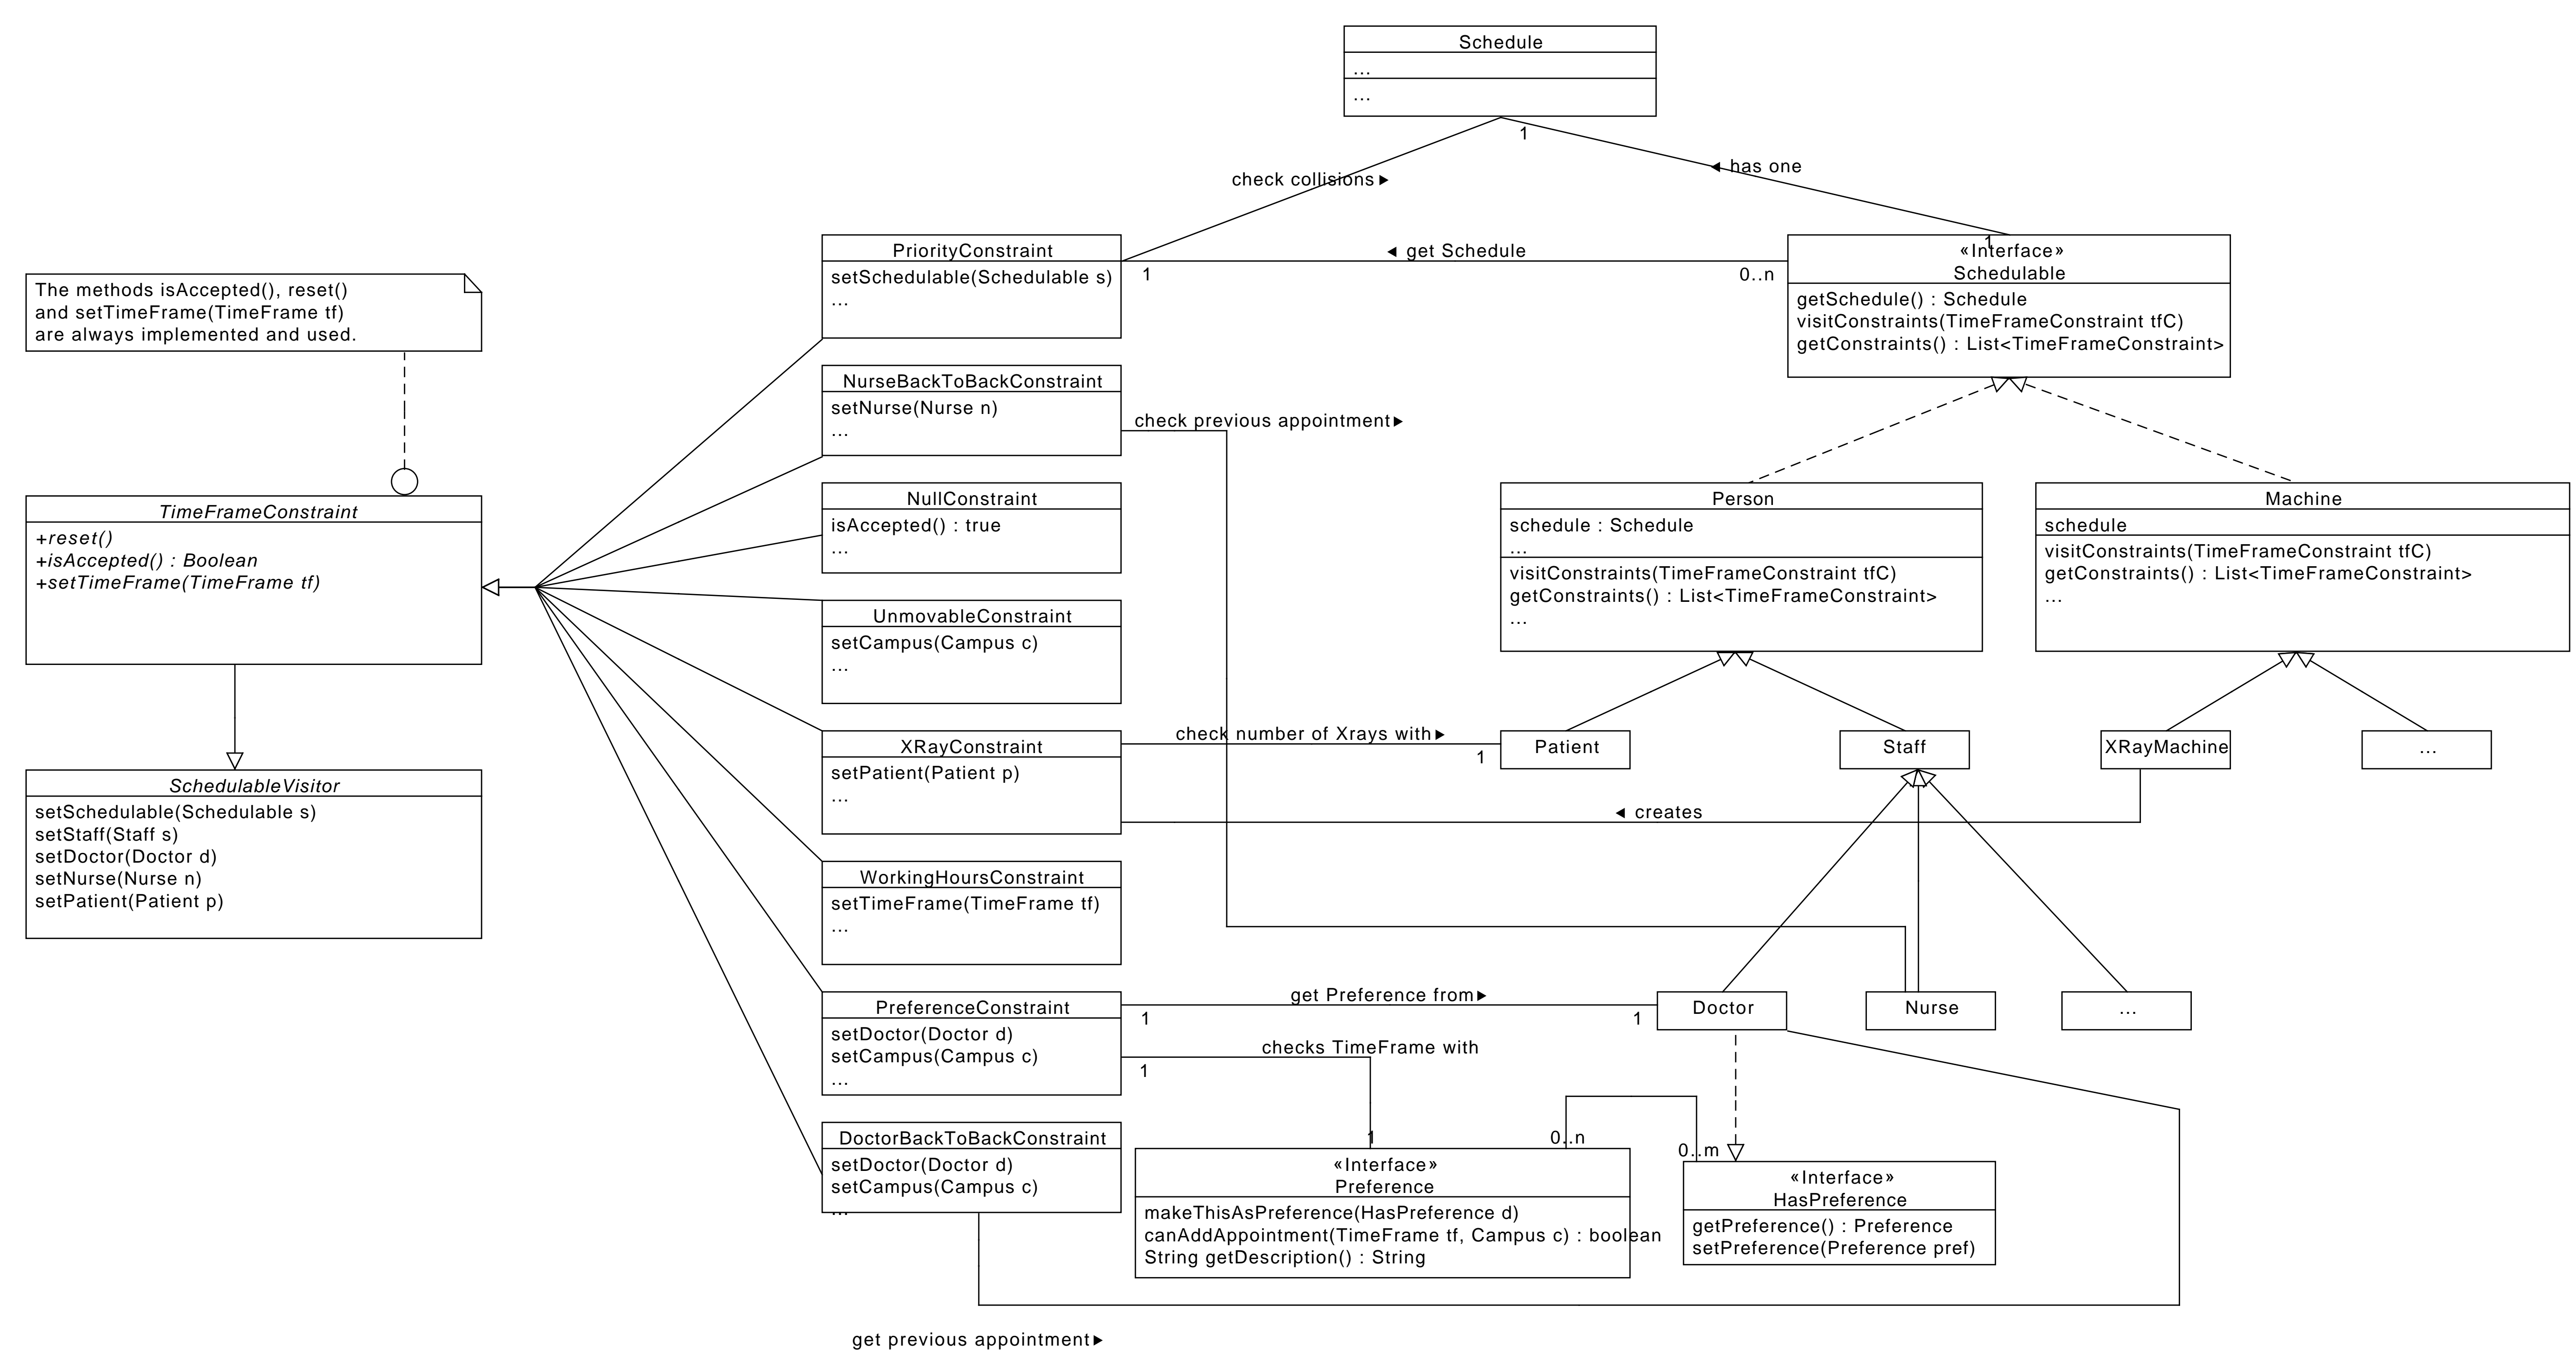 Schedule
...
...
1
check collisions►
◄ has one
PriorityConstraint
setSchedulable(Schedulable s)
...
◄ get Schedule
1
0..n
1
«Interface»
Schedulable
getSchedule() : Schedule
visitConstraints(TimeFrameConstraint tfC)
getConstraints() : List<TimeFrameConstraint>
The methods isAccepted(), reset()
and setTimeFrame(TimeFrame tf)
are always implemented and used.
NurseBackToBackConstraint
setNurse(Nurse n)
...
check previous appointment►
NullConstraint
isAccepted() : true
...
Person
schedule : Schedule
...
visitConstraints(TimeFrameConstraint tfC)
getConstraints() : List<TimeFrameConstraint>
...
Machine
schedule
visitConstraints(TimeFrameConstraint tfC)
getConstraints() : List<TimeFrameConstraint>
...
TimeFrameConstraint
+reset()
+isAccepted() : Boolean
+setTimeFrame(TimeFrame tf)
UnmovableConstraint
setCampus(Campus c)
...
XRayConstraint
setPatient(Patient p)
...
check number of Xrays with►
1
Patient
Staff
XRayMachine
...
◄ creates
SchedulableVisitor
setSchedulable(Schedulable s)
setStaff(Staff s)
setDoctor(Doctor d)
setNurse(Nurse n)
setPatient(Patient p)
WorkingHoursConstraint
setTimeFrame(TimeFrame tf)
...
PreferenceConstraint
setDoctor(Doctor d)
setCampus(Campus c)
...
get Preference from►
1
1
Doctor
Nurse
...
checks TimeFrame with
1
1
0..n
0..m
DoctorBackToBackConstraint
setDoctor(Doctor d)
setCampus(Campus c)
...
«Interface»
Preference
makeThisAsPreference(HasPreference d)
canAddAppointment(TimeFrame tf, Campus c) : boolean
String getDescription() : String
«Interface»
HasPreference
getPreference() : Preference
setPreference(Preference pref)
get previous appointment►